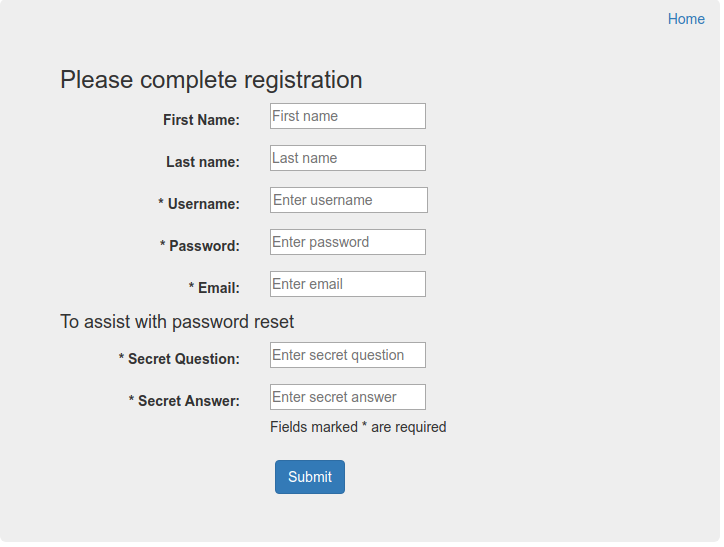 Home
Please complete registration
First Name: First name
Last name: Last name
* Username: Enter username
* Password: Enter password
* Email: Enter email
To assist with password reset
* Secret Question: Enter secret question
* Secret Answer: Enter secret answer
Fields marked * are required
Submit